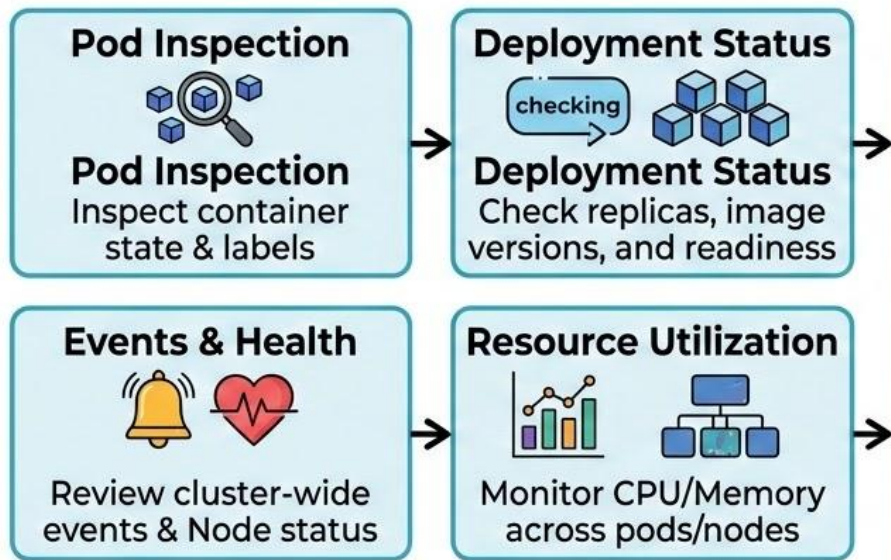 Pod Inspection
Pod Inspection
Inspect container
state & labels
Deployment Status
checking
Deployment Status
Check replicas, image
versions, and readiness
Events & Health
Review cluster-wide
events & Node status
Resource Utilization
Monitor CPU/Memory
across pods/nodes